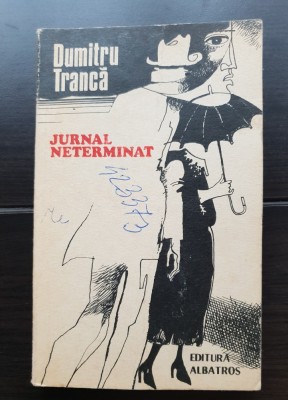 Dumitru
Trancă
JURNAL
NETERMINAT
EDITURA
ALBATROS